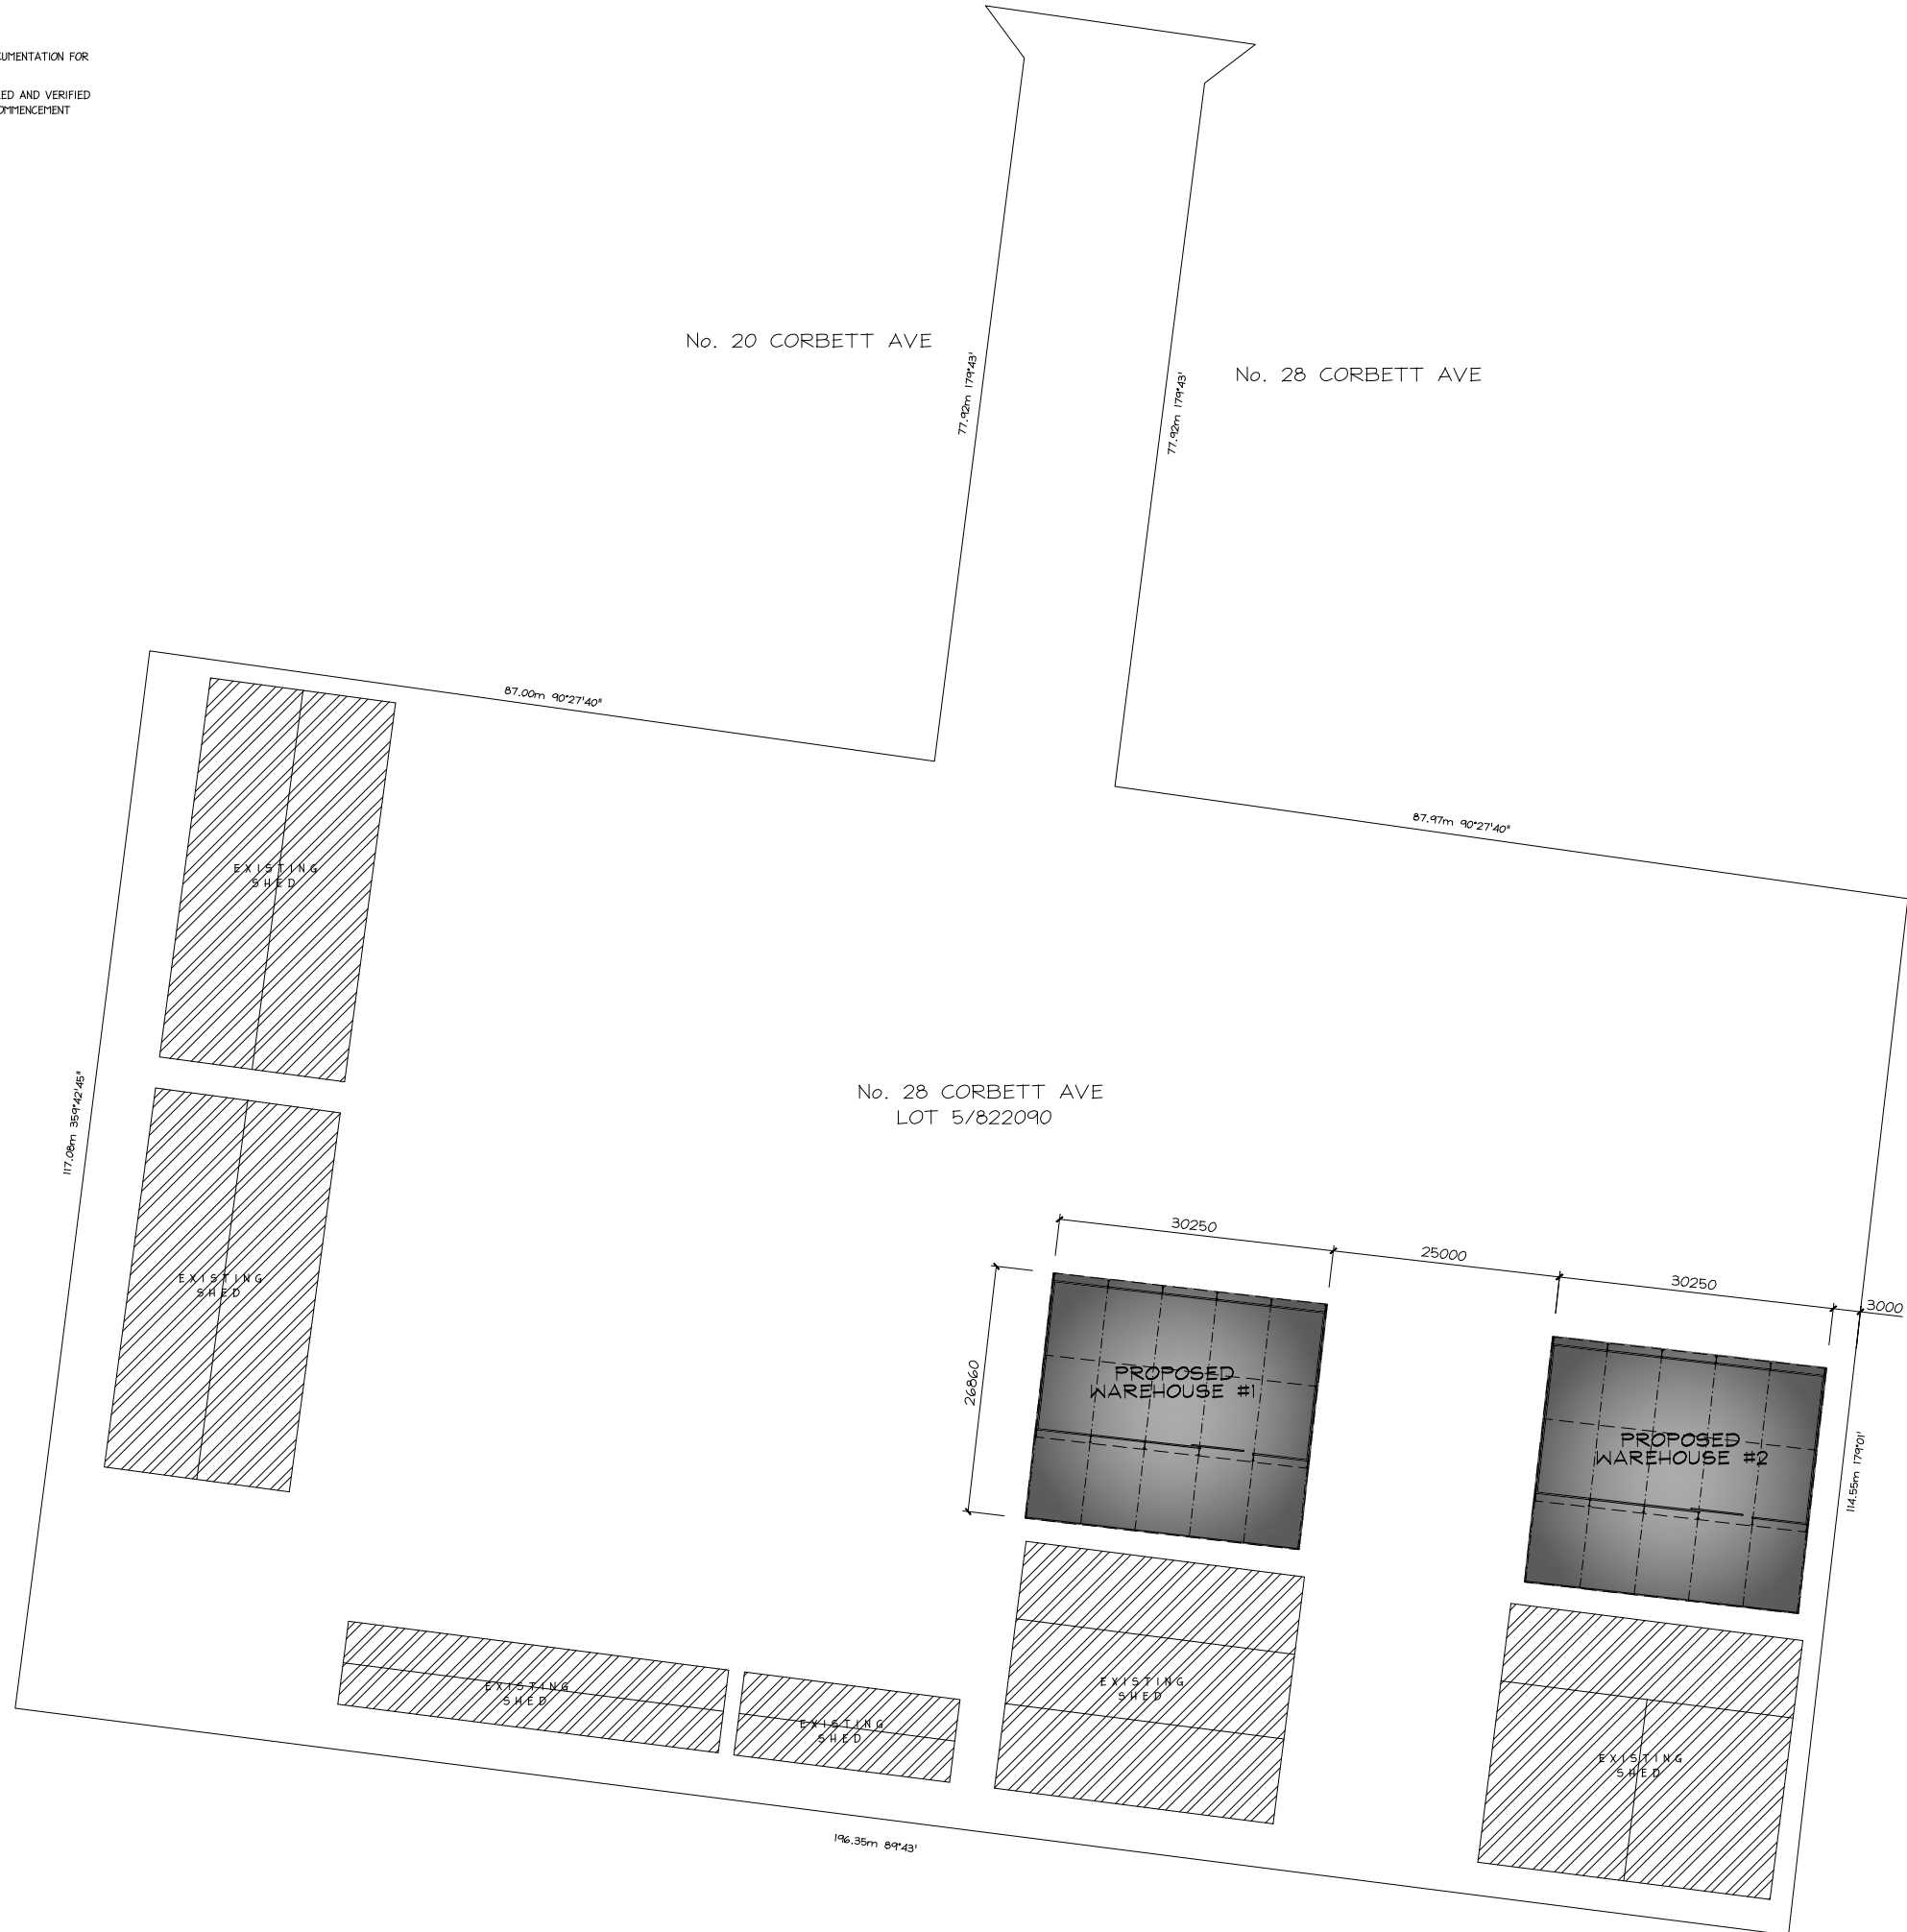 UMENTATION FOR
ED AND VERIFIED
OMMENCEMENT
No. 20 CORBETT AVE
77.92m 179°43'
77.92m 179°43'
No. 28 CORBETT AVE
87.00m 90°27'40"
87.97m 90°27'40"
EXISTING
SHED
117.08m 359°42'45"
No. 28 CORBETT AVE
LOT 5/822090
EXISTING
SHED
30250
25000
30250
3000
26860
PROPOSED
WAREHOUSE #1
PROPOSED
WAREHOUSE #2
114.55m 179°01'
EXISTING
SHED
EXISTING
SHED
EXISTING
SHED
EXISTING
SHED
196.35m 89°43'